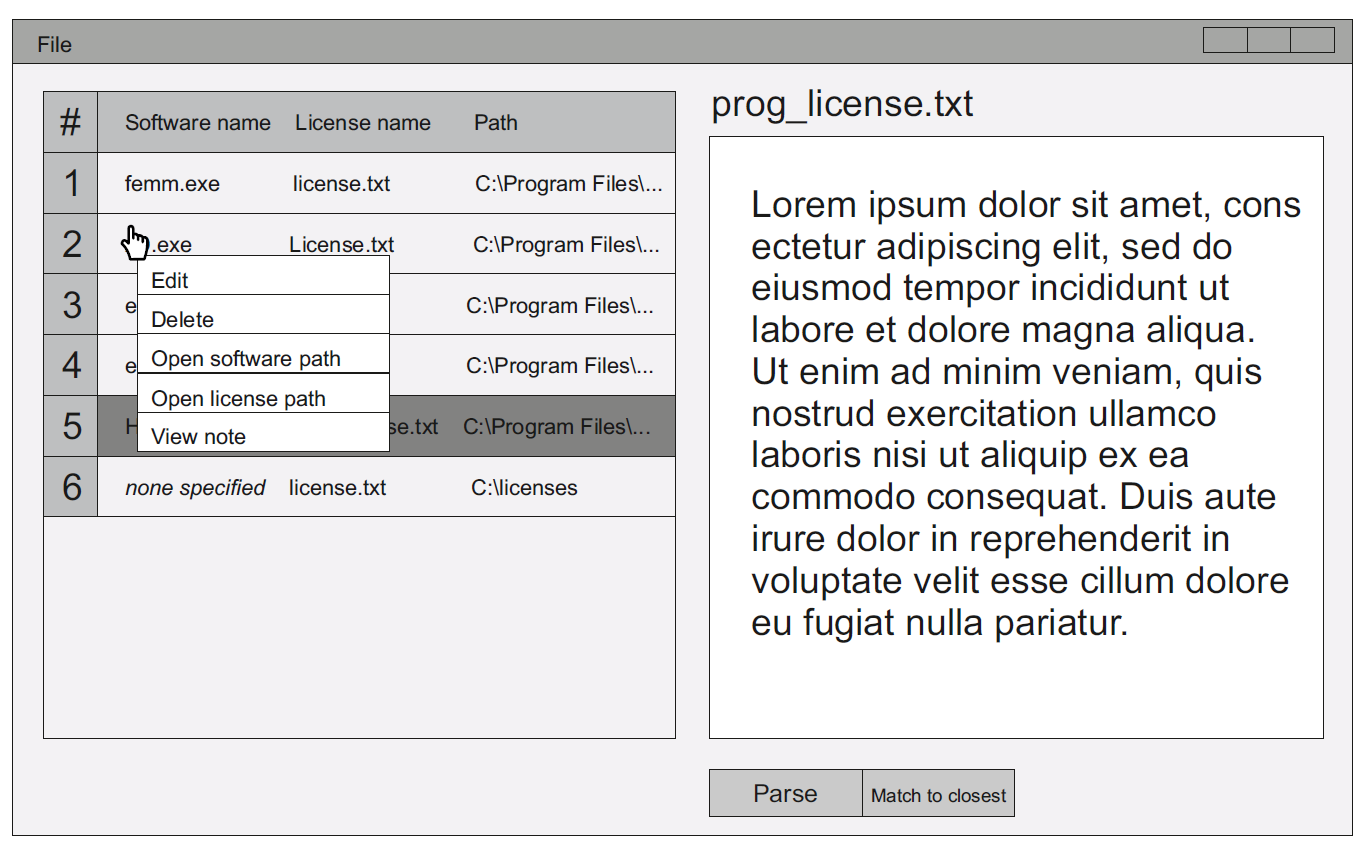 File
# Software name License name Path
1 femm.exe license.txt C:\Program Files\...
2 .exe License.txt C:\Program Files\...
3 e C:\Program Files\...
4 e C:\Program Files\...
5 H se.txt C:\Program Files\...
6 none specified license.txt C:\licenses
Edit
Delete
Open software path
Open license path
View note
prog_license.txt
Lorem ipsum dolor sit amet, cons
ectetur adipiscing elit, sed do
eiusmod tempor incididunt ut
labore et dolore magna aliqua.
Ut enim ad minim veniam, quis
nostrud exercitation ullamco
laboris nisi ut aliquip ex ea
commodo consequat. Duis aute
irure dolor in reprehenderit in
voluptate velit esse cillum dolore
eu fugiat nulla pariatur.
Parse Match to closest